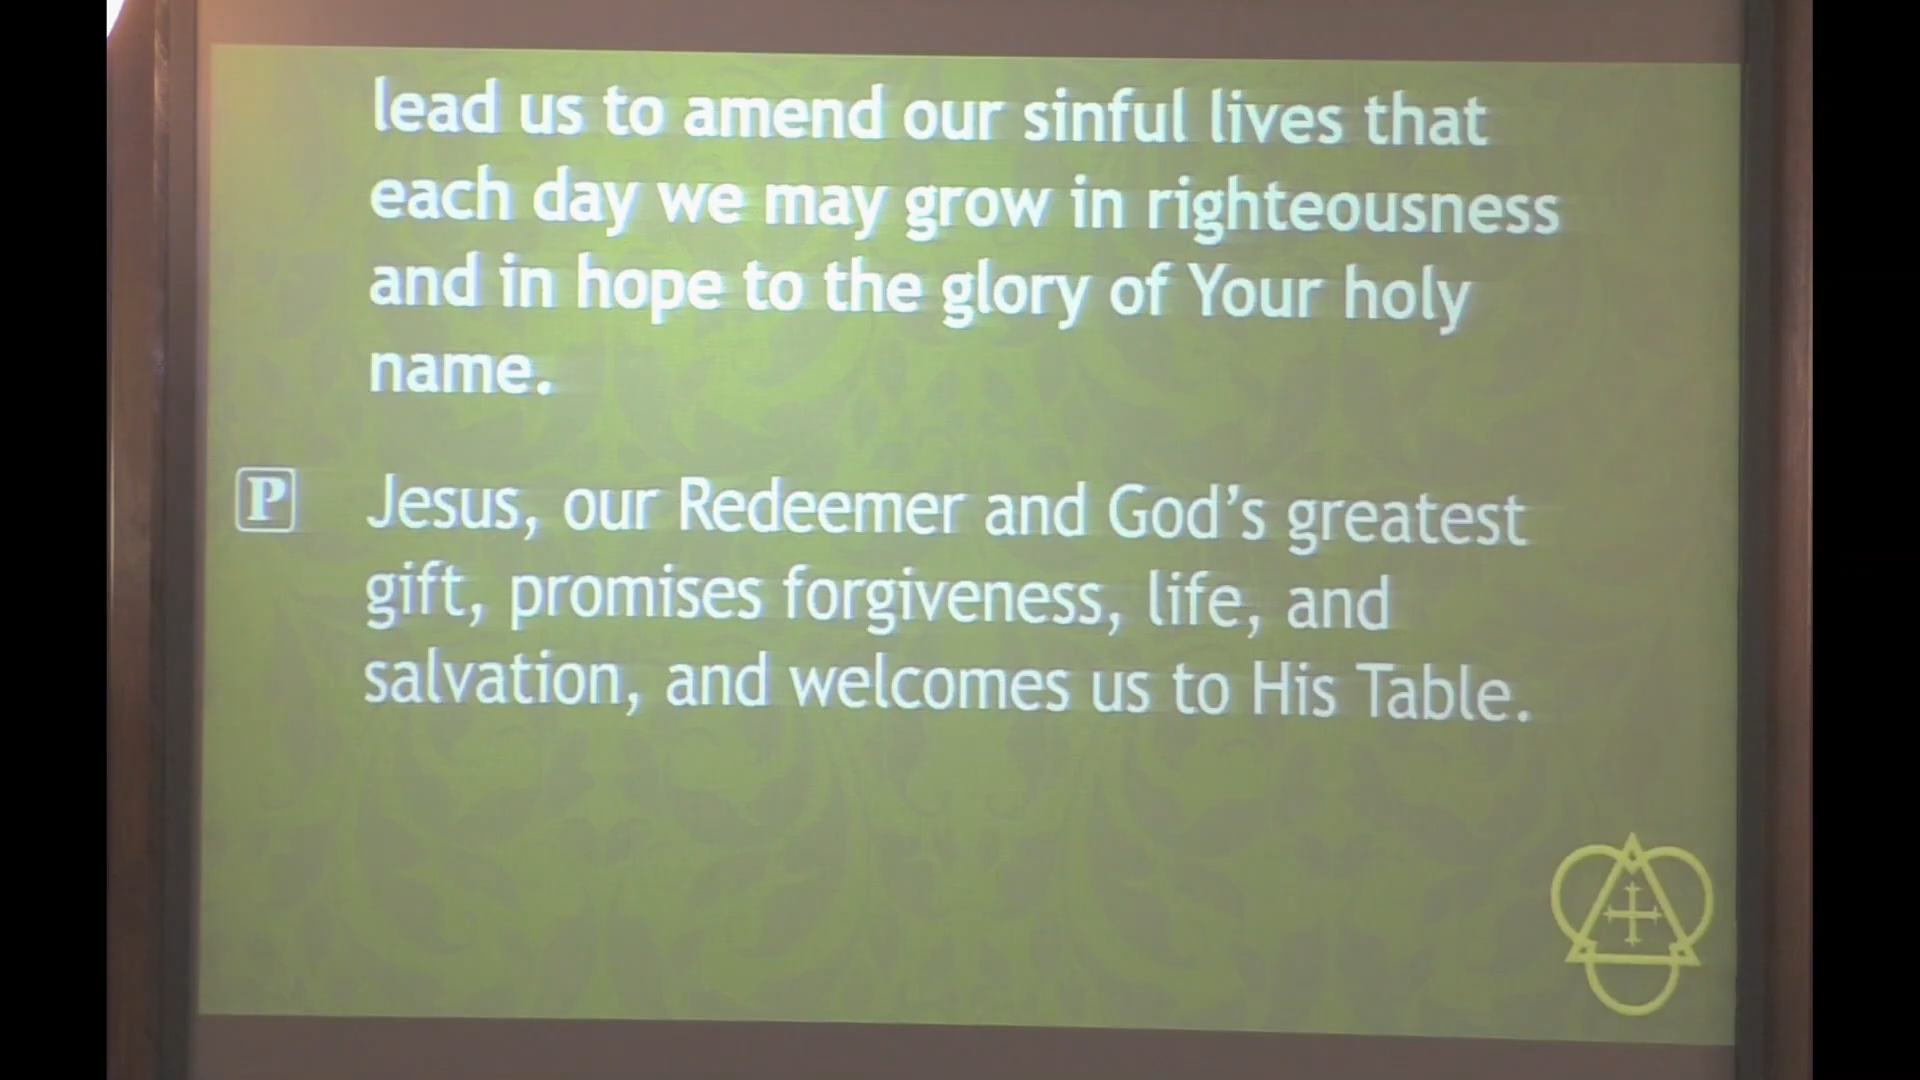 lead us to amend our sinful lives that
each day we may grow in righteousness
and in hope to the glory of Your holy
name.
P Jesus, our Redeemer and God’s greatest
gift, promises forgiveness, life, and
salvation, and welcomes us to His Table.